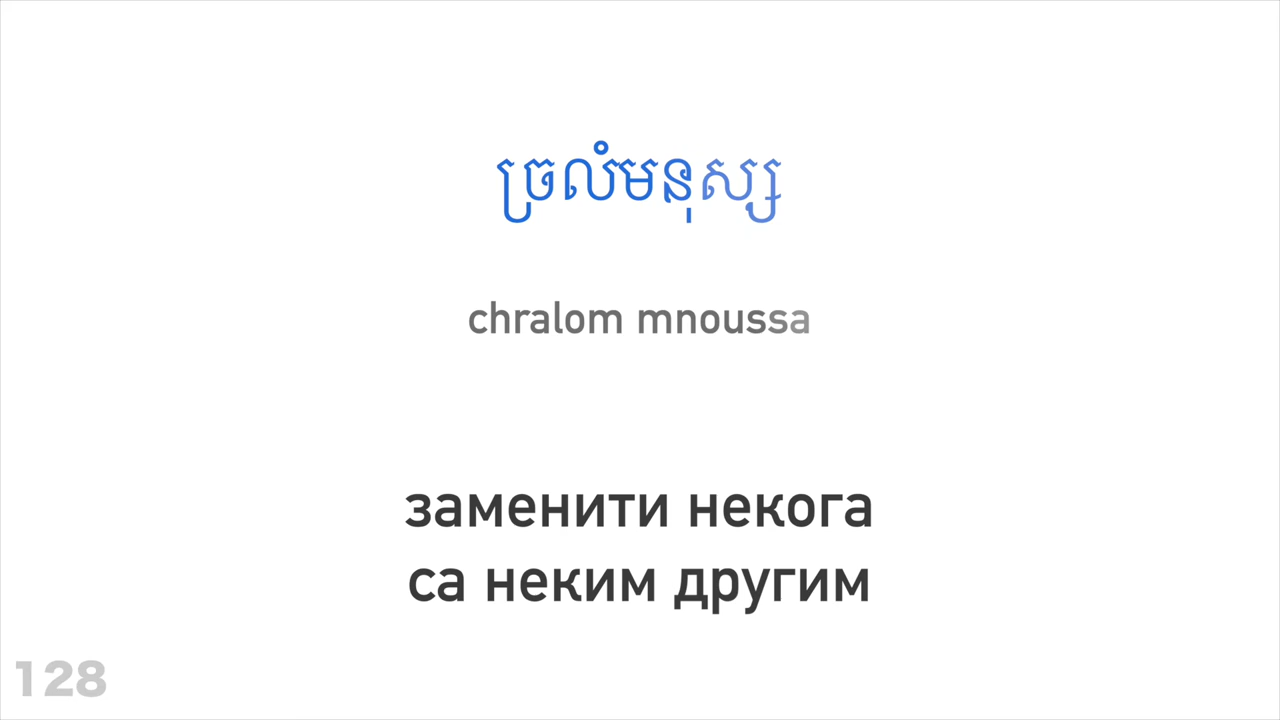 ច្រលំមនុស្ស
chralom mnoussa
заменити некога
са неким другим
128